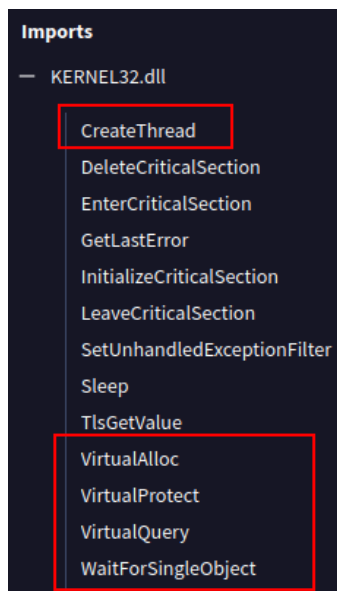 Imports
— KERNEL32.dll
CreateThread
DeleteCriticalSection
EnterCriticalSection
GetLastError
InitializeCriticalSection
LeaveCriticalSection
SetUnhandledExceptionFilter
Sleep
TlsGetValue
VirtualAlloc
VirtualProtect
VirtualQuery
WaitForSingleObject